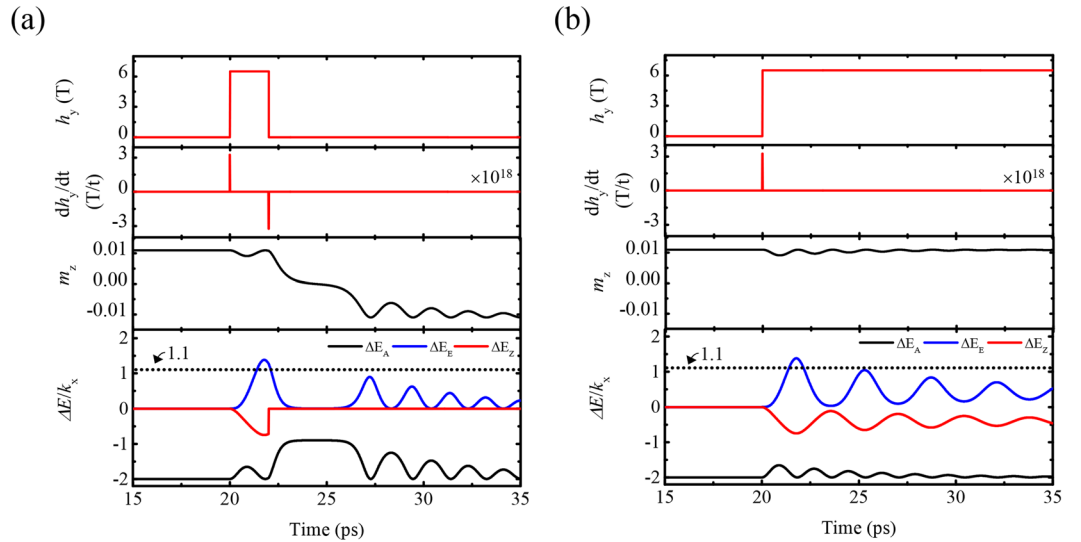 (a)
h_y (T)
6
3
0
dh_y/dt
(T/t)
3
0
-3
×10^18
m_z
0.01
0.00
-0.01
ΔE/k_x
2
1
0
-1
-2
1.1
ΔE_A ΔE_E ΔE_Z
15 20 25 30 35
Time (ps)
(b)
h_y (T)
6
3
0
dh_y/dt
(T/t)
3
0
-3
×10^18
m_z
0.01
0.00
-0.01
ΔE/k_x
2
1
0
-1
-2
1.1
ΔE_A ΔE_E ΔE_Z
15 20 25 30 35
Time (ps)